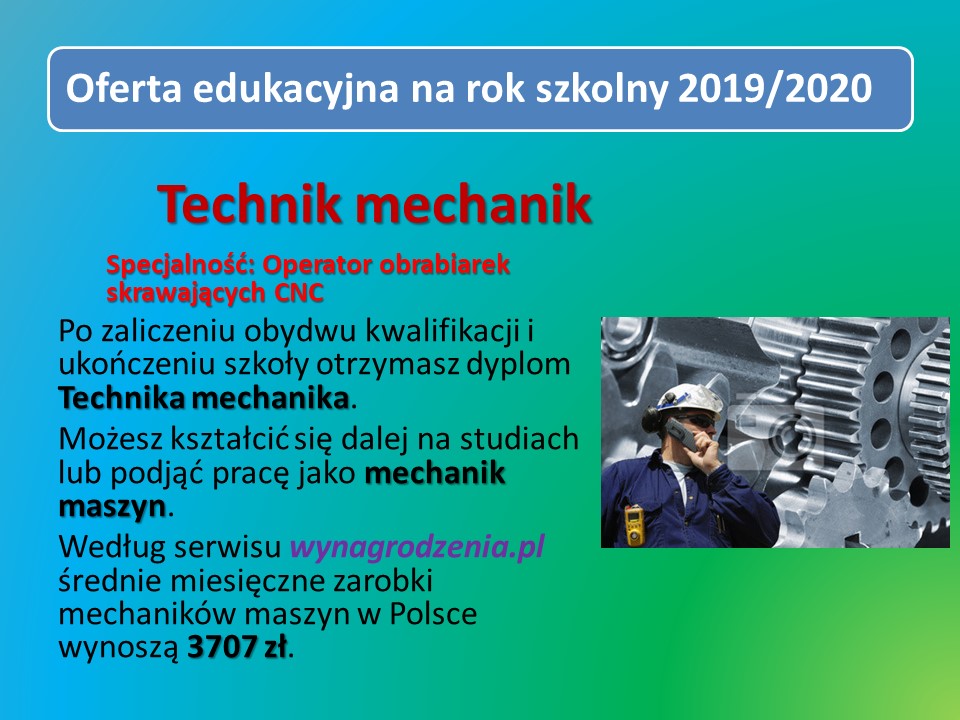 Oferta edukacyjna na rok szkolny 2019/2020
Technik mechanik
Specjalność: Operator obrabiarek
skrawających CNC
Po zaliczeniu obydwu kwalifikacji i
ukończeniu szkoły otrzymasz dyplom
Technika mechanika.
Możesz kształcić się dalej na studiach
lub podjąć pracę jako mechanik
maszyn.
Według serwisu wynagrodzenia.pl
średnie miesięczne zarobki
mechaników maszyn w Polsce
wynoszą 3707 zł.